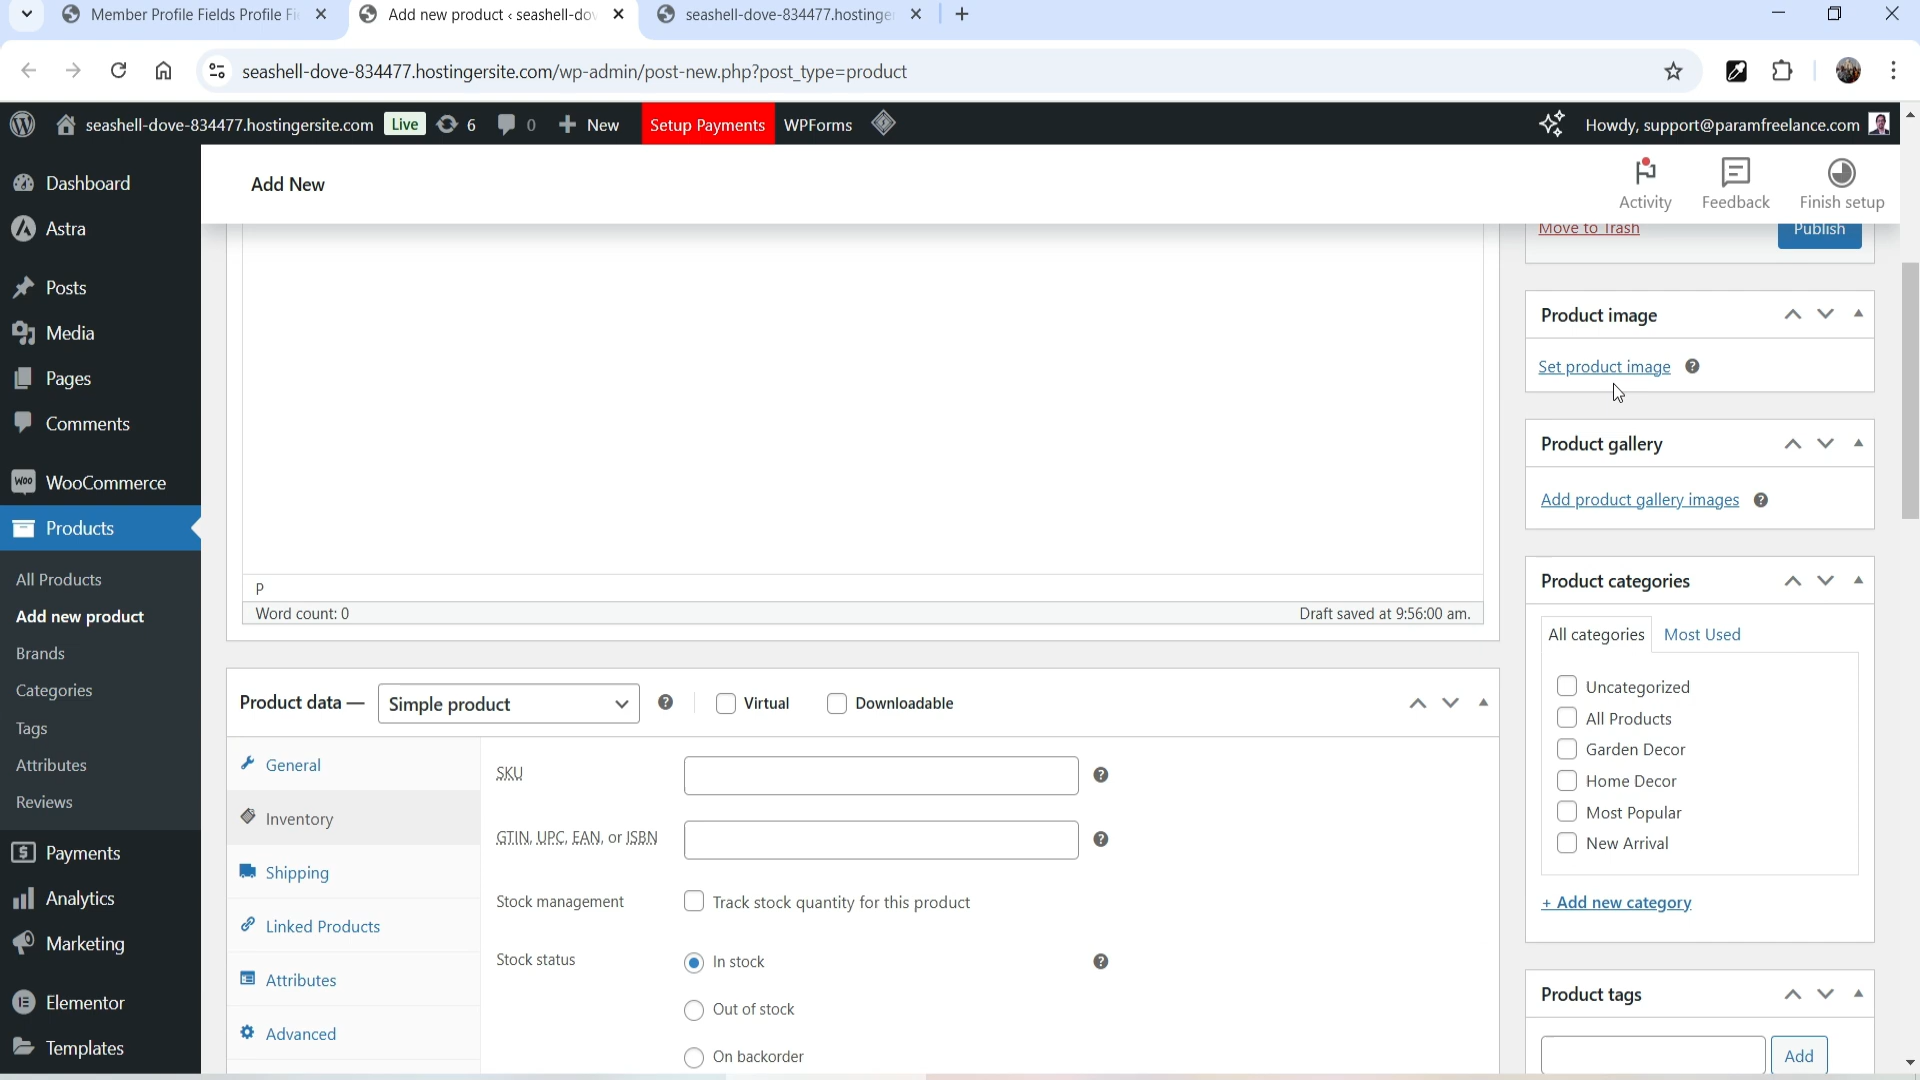 Member Profile Fields Profile Fi
Add new product ‹ seashell-dov
seashell-dove-834477.hostinge
seashell-dove-834477.hostingersite.com/wp-admin/post-new.php?post_type=product
seashell-dove-834477.hostingersite.com Live 6 0 New Setup Payments WPForms Howdy, support@paramfreelance.com
Add New
Activity
Feedback
Finish setup
Dashboard
Astra
Posts
Media
Pages
Comments
WooCommerce
Products
All Products
Add new product
Brands
Categories
Tags
Attributes
Reviews
Payments
Analytics
Marketing
Elementor
Templates
P
Word count: 0
Draft saved at 9:56:00 am.
Product data — Simple product Virtual Downloadable
General
Inventory
Shipping
Linked Products
Attributes
Advanced
SKU
GTIN, UPC, EAN, or ISBN
Stock management Track stock quantity for this product
Stock status In stock
Out of stock
On backorder
Move to Trash Publish
Product image
Set product image
Product gallery
Add product gallery images
Product categories
All categories Most Used
Uncategorized
All Products
Garden Decor
Home Decor
Most Popular
New Arrival
+ Add new category
Product tags
Add